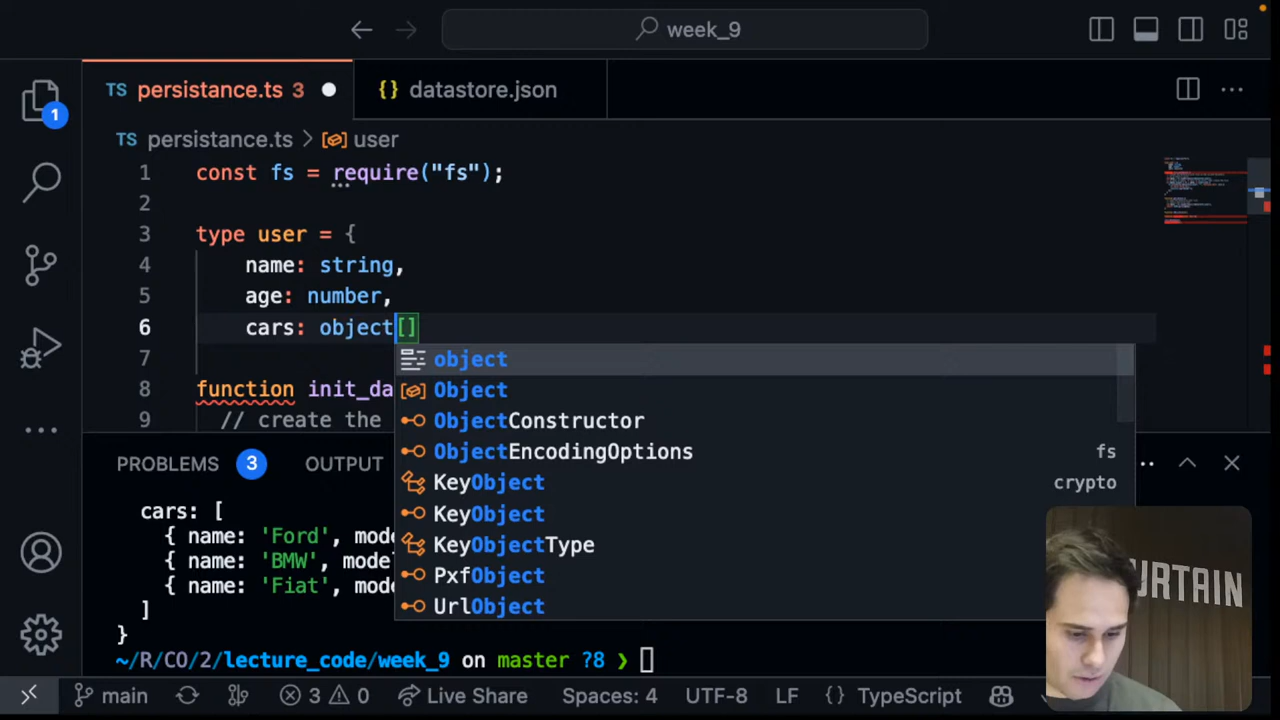 week_9
TS persistance.ts 3
{} datastore.json
TS persistance.ts > user
1 const fs = require("fs");
2
3 type user = {
4 name: string,
5 age: number,
6 cars: object[]
7
8 function init_da
9 // create the
object
Object
ObjectConstructor
ObjectEncodingOptions fs
KeyObject crypto
KeyObject
KeyObjectType
PxfObject
UrlObject
1
PROBLEMS 3 OUTPUT
cars: [
{ name: 'Ford', mode
{ name: 'BMW', model
{ name: 'Fiat', mode
]
}
~/R/CO/2/lecture_code/week_9 on master ?8 ❯
URTAIN
main 3 0 Live Share Spaces: 4 UTF-8 LF {} TypeScript